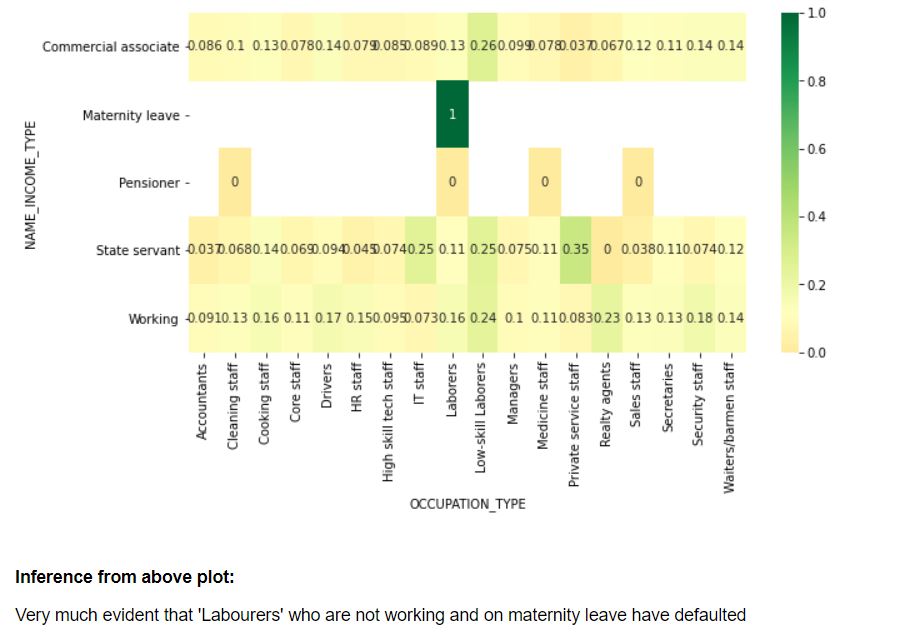 Commercial associate 0.086 0.1 0.13 0.078 0.14 0.079 0.085 0.089 0.13 0.26 0.099 0.078 0.037 0.067 0.12 0.11 0.14 0.14
Maternity leave 1
Pensioner 0 0 0 0
State servant 0.037 0.068 0.14 0.069 0.094 0.045 0.074 0.25 0.11 0.25 0.075 0.11 0.35 0 0.038 0.11 0.074 0.12
Working 0.091 0.13 0.16 0.11 0.17 0.15 0.095 0.073 0.16 0.24 0.1 0.11 0.083 0.23 0.13 0.13 0.18 0.14
NAME_INCOME_TYPE
Accountants
Cleaning staff
Cooking staff
Core staff
Drivers
HR staff
High skill tech staff
IT staff
Laborers
Low-skill Laborers
Managers
Medicine staff
Private service staff
Realty agents
Sales staff
Secretaries
Security staff
Waiters/barmen staff
OCCUPATION_TYPE
1.0
0.8
0.6
0.4
0.2
0.0
Inference from above plot:
Very much evident that 'Labourers' who are not working and on maternity leave have defaulted